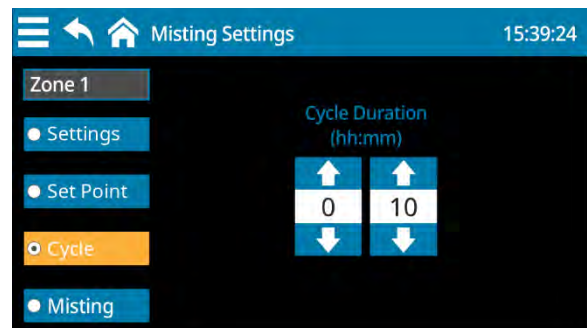 Misting Settings 15:39:24
Zone 1
Settings
Set Point
Cycle
Misting
Cycle Duration
(hh:mm)
0 10